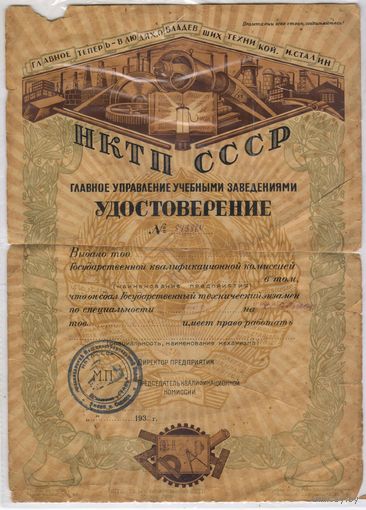 Пролетарии всех стран, соединяйтесь!
ГЛАВНОЕ ТЕПЕРЬ - В ЛЮДЯХ, ОВЛАДЕВШИХ ТЕХНИКОЙ. И. СТАЛИН
НКТП СССР
ГЛАВНОЕ УПРАВЛЕНИЕ УЧЕБНЫМИ ЗАВЕДЕНИЯМИ
УДОСТОВЕРЕНИЕ
№
Выдано тов
Государственной квалификационной комиссией
в том,
(наименование предприятия)
что он сдал Государственный технический экзамен
по специальности на
тов имеет право работать
(специальность, наименование механизма)
ДИРЕКТОР ПРЕДПРИЯТИЯ
МП
ПРЕДСЕДАТЕЛЬ КВАЛИФИКАЦИОННОЙ
КОМИССИИ
193 г.